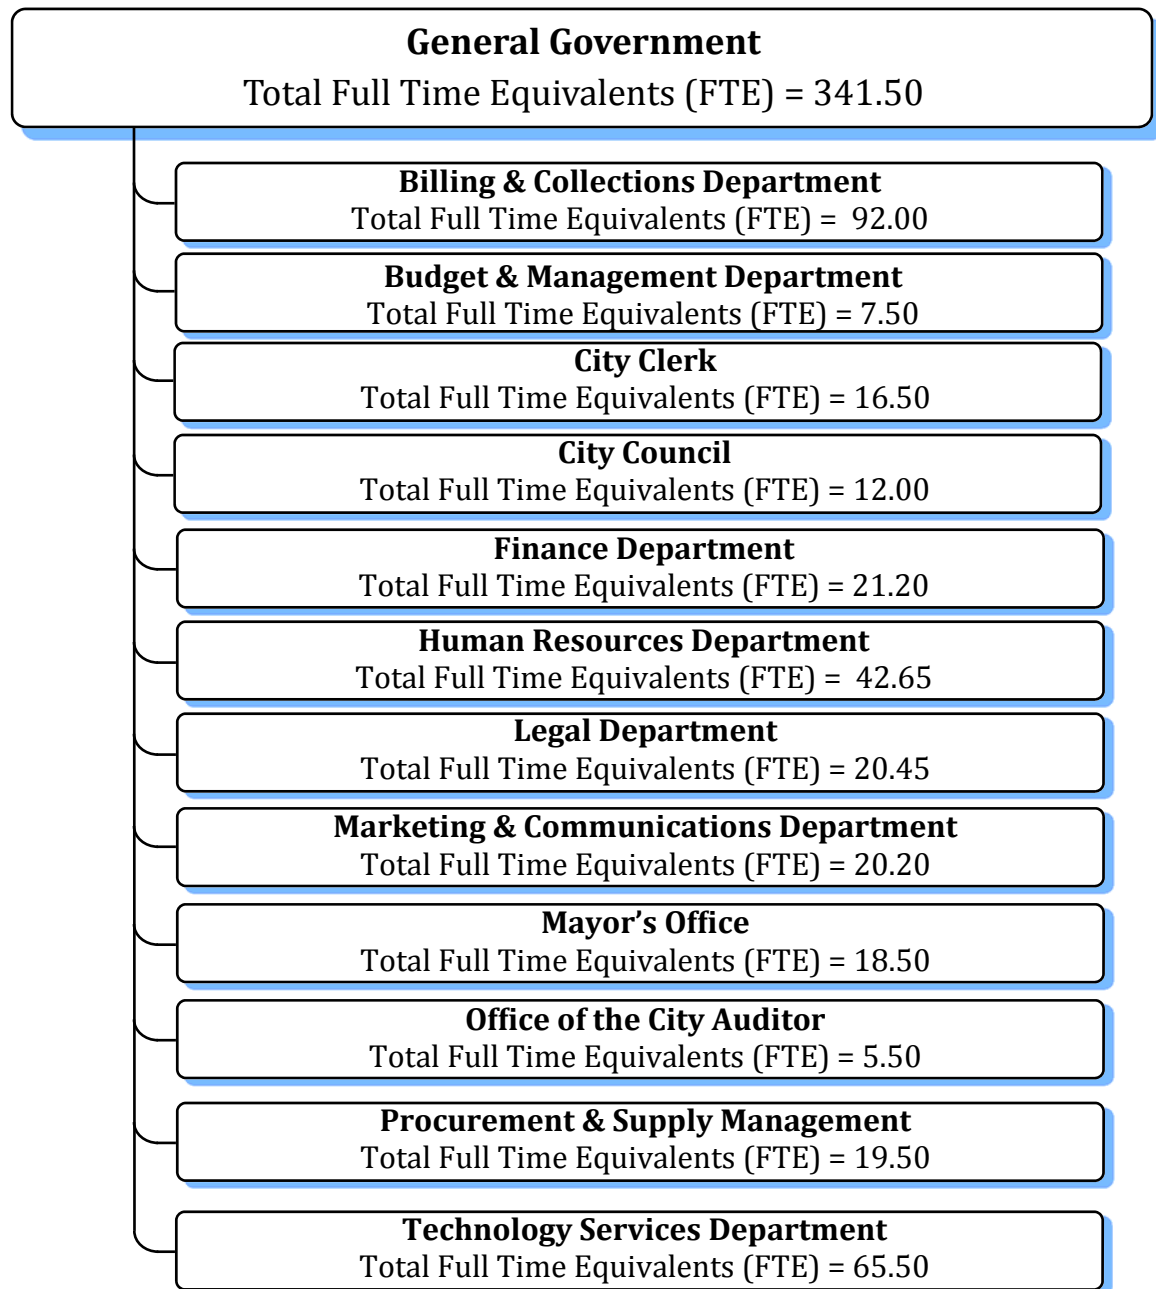 General Government
Total Full Time Equivalents (FTE) = 341.50
Billing & Collections Department
Total Full Time Equivalents (FTE) =  92.00
Budget & Management Department
Total Full Time Equivalents (FTE) = 7.50
City Clerk
Total Full Time Equivalents (FTE) = 16.50
City Council
Total Full Time Equivalents (FTE) = 12.00
Finance Department
Total Full Time Equivalents (FTE) = 21.20
Human Resources Department
Total Full Time Equivalents (FTE) =  42.65
Legal Department
Total Full Time Equivalents (FTE) = 20.45
Marketing & Communications Department
Total Full Time Equivalents (FTE) = 20.20
Mayor’s Office
Total Full Time Equivalents (FTE) = 18.50
Office of the City Auditor
Total Full Time Equivalents (FTE) = 5.50
Procurement & Supply Management
Total Full Time Equivalents (FTE) = 19.50
Technology Services Department
Total Full Time Equivalents (FTE) = 65.50